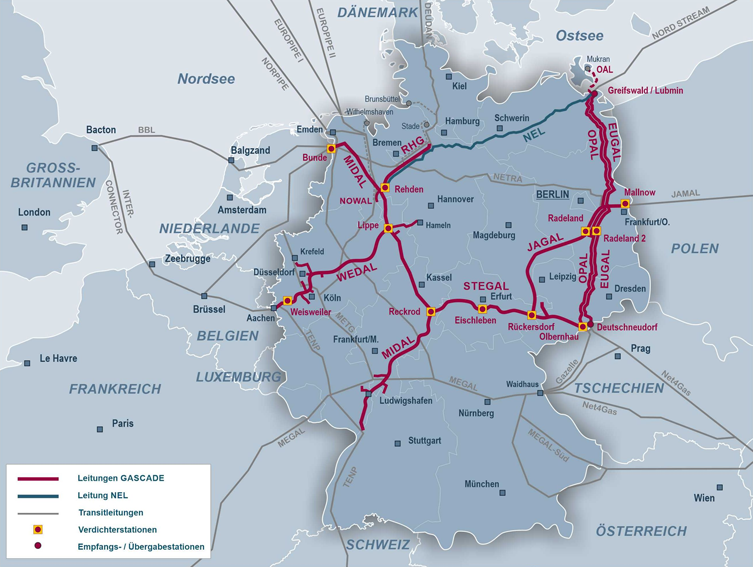 DÄNEMARK
DEUDAN
Ostsee
NORD STREAM
EUROPIPE II
EUROPIPE I
NORPIPE
Nordsee
Mukran
OAL
Greifswald / Lubmin
Kiel
Brunsbüttel
Wilhelmshaven
Stade
Hamburg
Schwerin
NEL
OPAL
EUGAL
Bacton
BBL
Emden
Bremen
RHG
Bunde
MIDAL
Balgzand
GROSS-
BRITANNIEN
INTER-
CONNECTOR
NOWAL
Rehden
NETRA
BERLIN
Mallnow
JAMAL
Amsterdam
Hannover
Frankfurt/O.
London
NIEDERLANDE
Lippe
Hameln
Magdeburg
Radeland
Radeland 2
JAGAL
POLEN
Zeebrugge
Krefeld
Düsseldorf
WEDAL
Kassel
STEGAL
Leipzig
OPAL
EUGAL
Dresden
Brüssel
Aachen
Köln
Weisweiler
Reckrod
Erfurt
Eischleben
Rückersdorf
Olbernhau
Deutschneudorf
BELGIEN
METG
TENP
Frankfurt/M.
MIDAL
Prag
Gazelle
Le Havre
FRANKREICH
LUXEMBURG
MEGAL
Waidhaus
TSCHECHIEN
Net4Gas
Net4Gas
Ludwigshafen
Nürnberg
Paris
MEGAL
Stuttgart
MEGAL-Süd
TENP
München
Wien
SCHWEIZ
ÖSTERREICH
Leitungen GASCADE
Leitung NEL
Transitleitungen
Verdichterstationen
Empfangs- / Übergabestationen